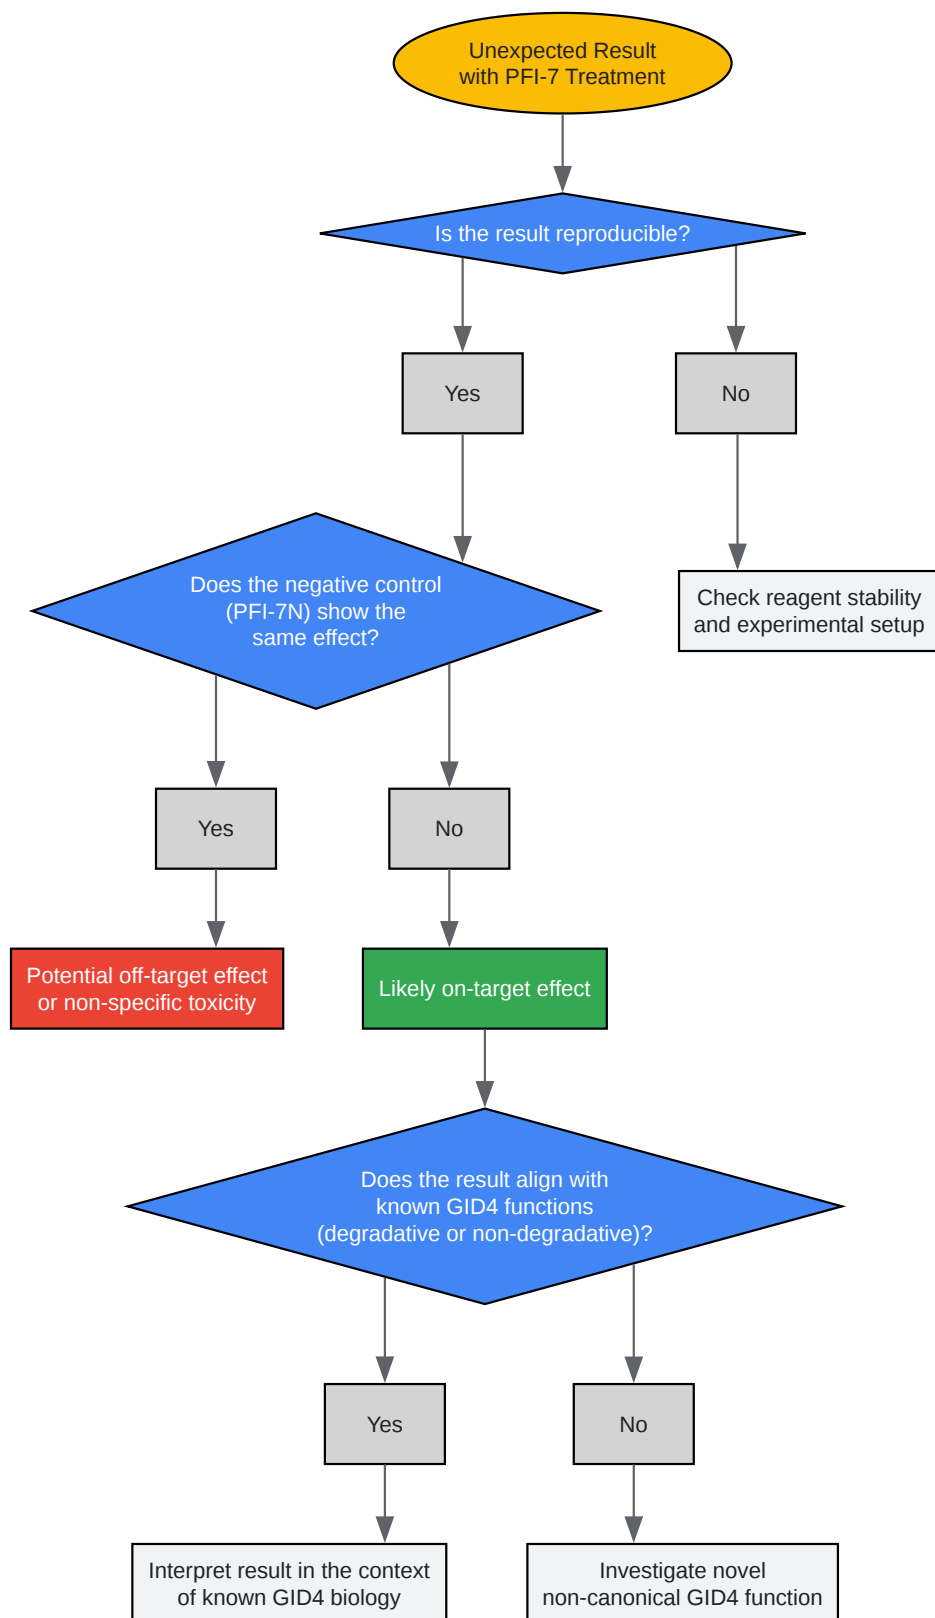 Unexpected Result
with PFI-7 Treatment
Is the result reproducible?
Yes
No
Does the negative control
(PFI-7N) show the
same effect?
Check reagent stability
and experimental setup
Yes
No
Potential off-target effect
or non-specific toxicity
Likely on-target effect
Does the result align with
known GID4 functions
(degradative or non-degradative)?
Yes
No
Interpret result in the context
of known GID4 biology
Investigate novel
non-canonical GID4 function